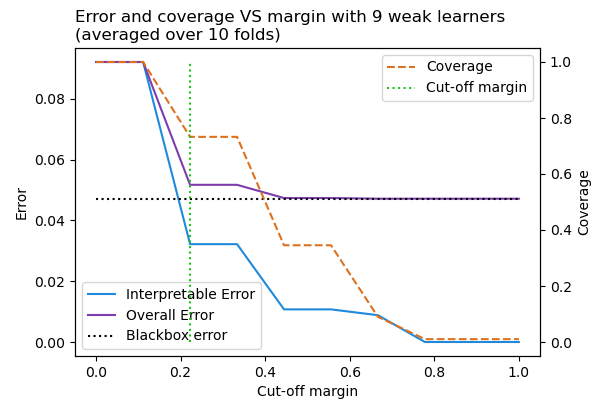 Error and coverage VS margin with 9 weak learners
(averaged over 10 folds)
Coverage
Cut-off margin
Interpretable Error
Overall Error
Blackbox error
Error
0.08
0.06
0.04
0.02
0.00
1.0
0.8
0.6
0.4
0.2
0.0
Coverage
0.0 0.2 0.4 0.6 0.8 1.0
Cut-off margin